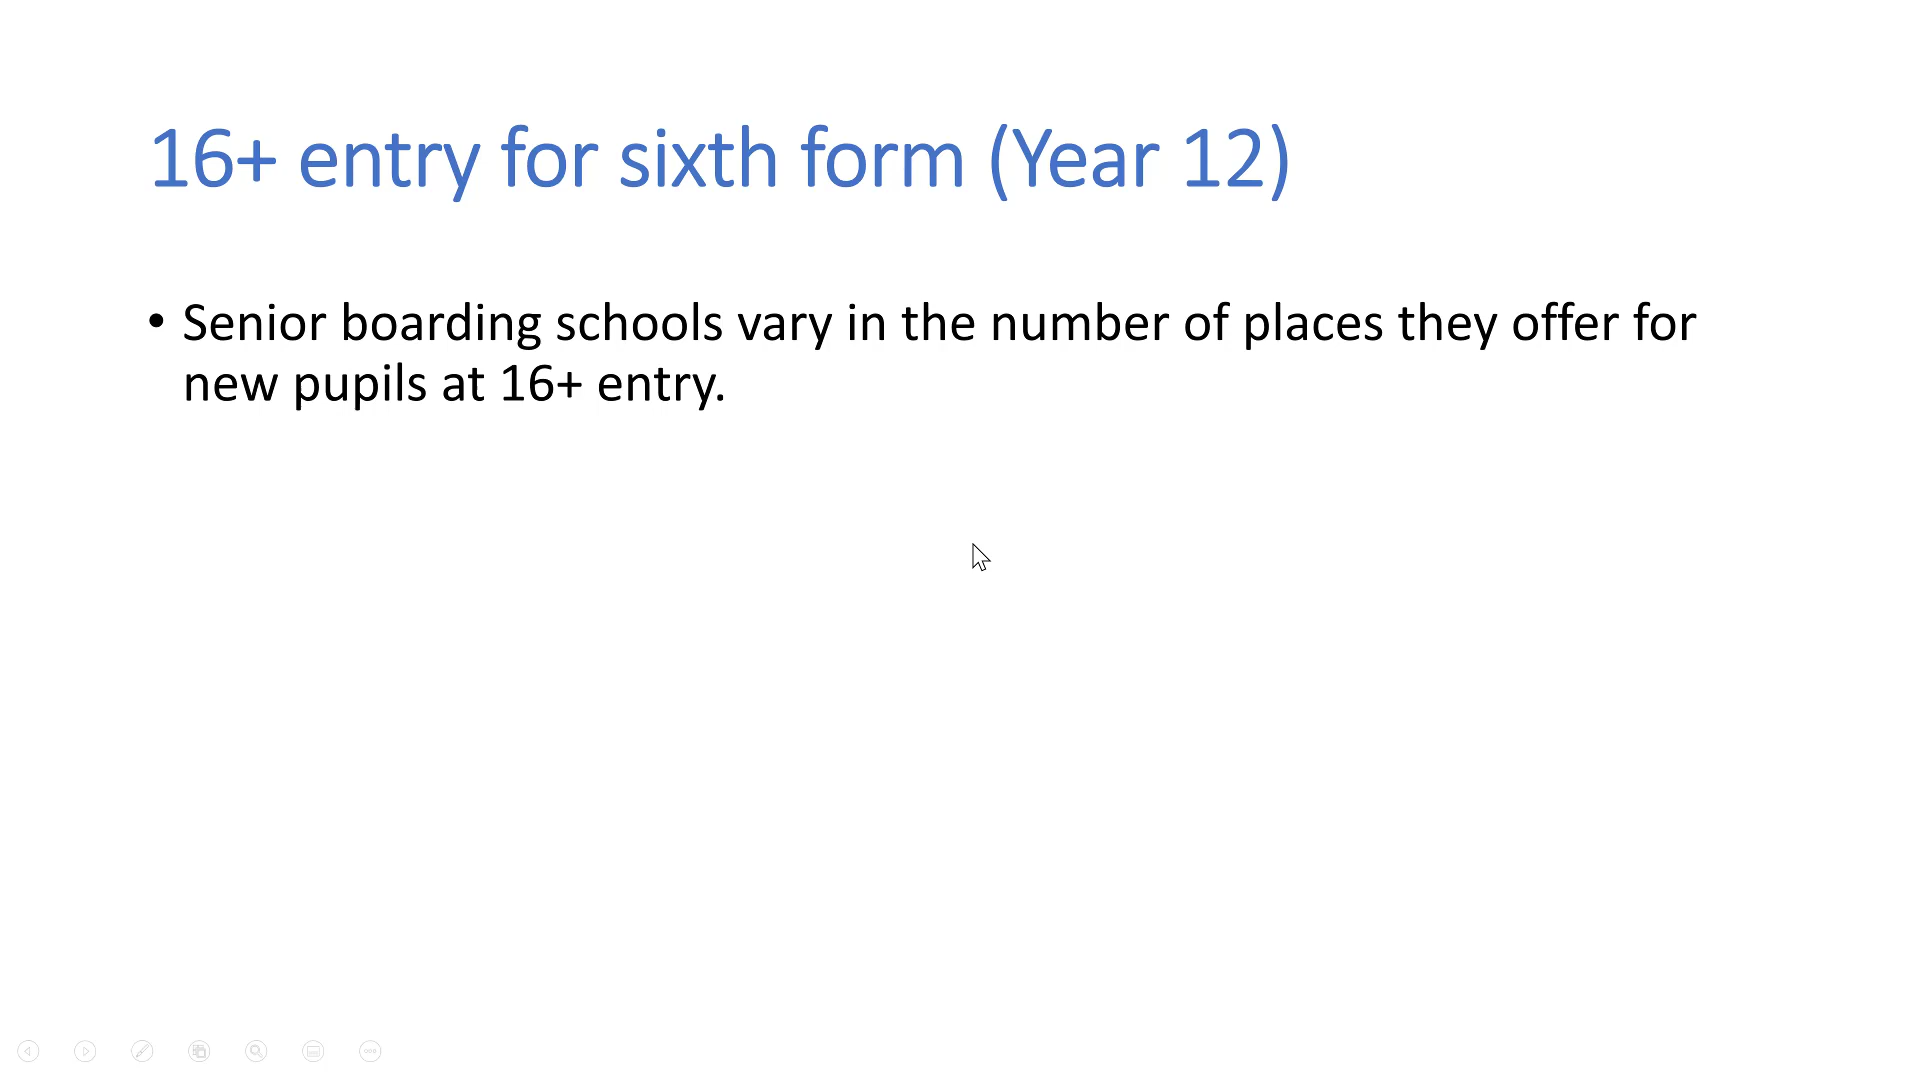 16+ entry for sixth form (Year 12)
• Senior boarding schools vary in the number of places they offer for
new pupils at 16+ entry.